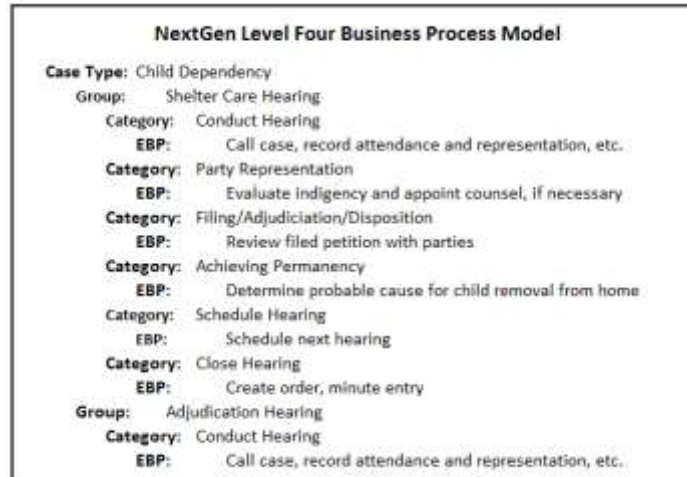 NextGen Level Four Business Process Model
Case Type: Child Dependency
Group: Shelter Care Hearing
Category: Conduct Hearing
EBP: Call case, record attendance and representation, etc.
Category: Party Representation
EBP: Evaluate indigency and appoint counsel, if necessary
Category: Filing/Adjudiciation/Disposition
EBP: Review filed petition with parties
Category: Achieving Permanency
EBP: Determine probable cause for child removal from home
Category: Schedule Hearing
EBP: Schedule next hearing
Category: Close Hearing
EBP: Create order, minute entry
Group: Adjudication Hearing
Category: Conduct Hearing
EBP: Call case, record attendance and representation, etc.